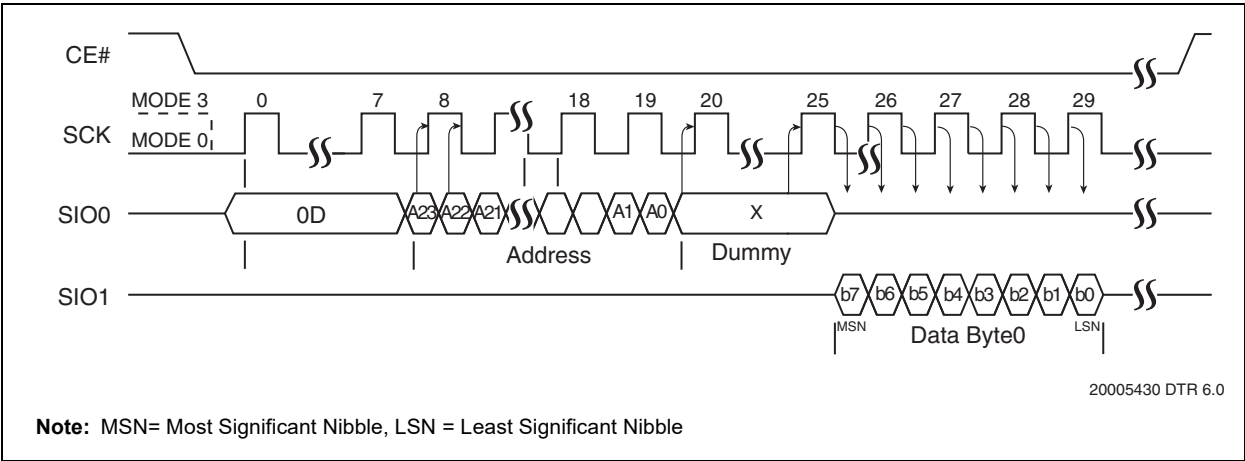 CE#
MODE 3
0 7 8 18 19 20 25 26 27 28 29
SCK
MODE 0
SIO0
0D A23 A22 A21 A1 A0 X
Address Dummy
SIO1
b7 b6 b5 b4 b3 b2 b1 b0
MSN LSN
Data Byte0
20005430 DTR 6.0
Note: MSN= Most Significant Nibble, LSN = Least Significant Nibble